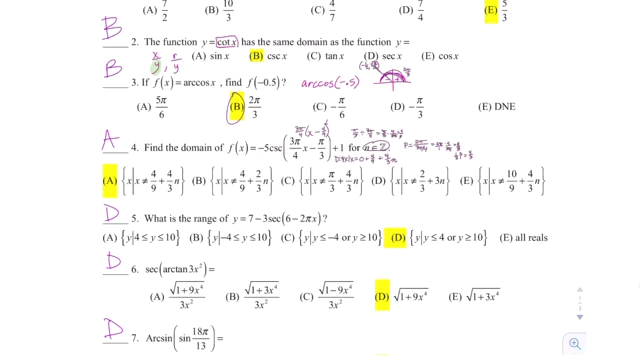 (A) 7/2 (B) 10/3 (C) 4/7 (D) 7/4 (E) 5/3
B 2. The function y = cot x has the same domain as the function y =
x/y, r/y (A) sin x (B) csc x (C) tan x (D) sec x (E) cos x
B 3. If f(x) = arccos x, find f(−0.5)? arccos(-.5)
(A) 5π/6 (B) 2π/3 (C) −π/6 (D) −π/3 (E) DNE
A 4. Find the domain of f(x) = −5csc(3π/4 x − π/3) + 1 for n ∈ ℤ
(A) {x|x ≠ 4/9 + 4/3 n} (B) {x|x ≠ 4/9 + 2/3 n} (C) {x|x ≠ π/3 + 4/3 n} (D) {x|x ≠ 2/3 + 3n} (E) {x|x ≠ 10/9 + 4/3 n}
D 5. What is the range of y = 7 − 3sec(6 − 2πx)?
(A) {y|4 ≤ y ≤ 10} (B) {y|−4 ≤ y ≤ 10} (C) {y|y ≤ −4 or y ≥ 10} (D) {y|y ≤ 4 or y ≥ 10} (E) all reals
D 6. sec(arctan 3x²) =
(A) √(1+9x⁴)/3x² (B) √(1+3x⁴)/3x² (C) √(1−9x⁴)/3x² (D) √(1+9x⁴) (E) √(1+3x⁴)
D 7. Arcsin(sin 18π/13) =